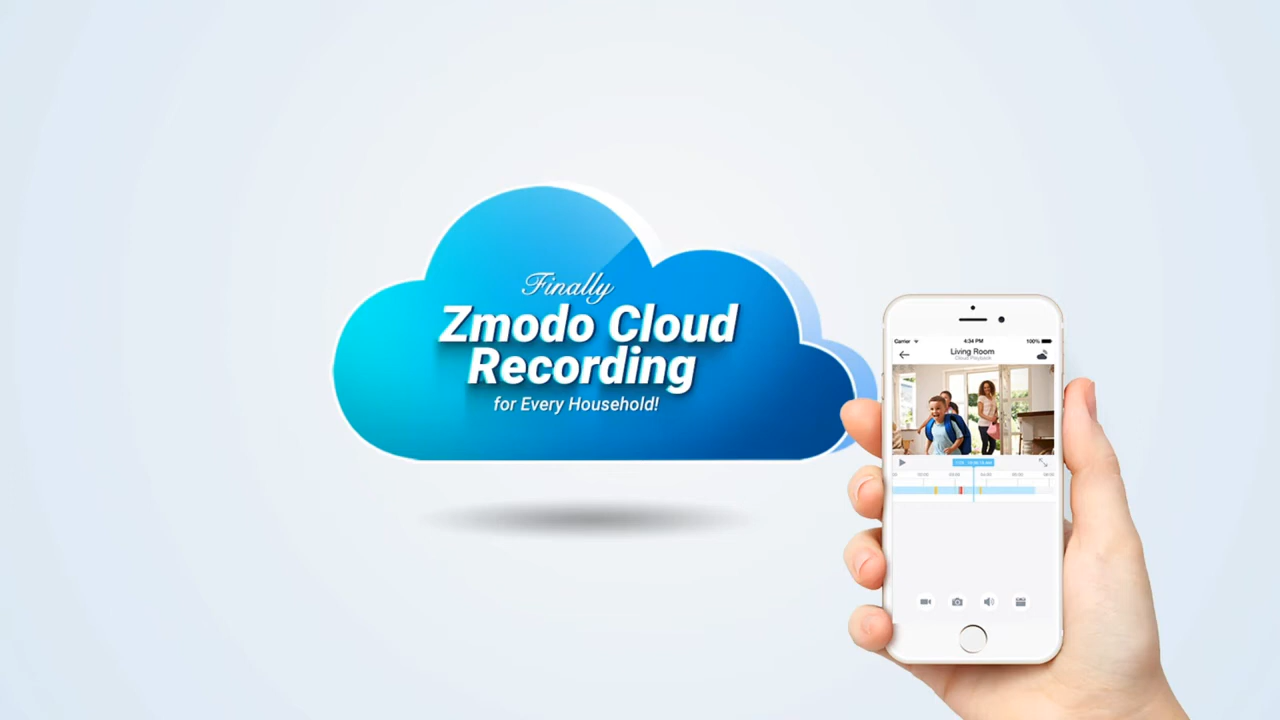 Finally
Zmodo Cloud
Recording
for Every Household!
Carrier
4:34 PM
100%
Living Room
Cloud Playback